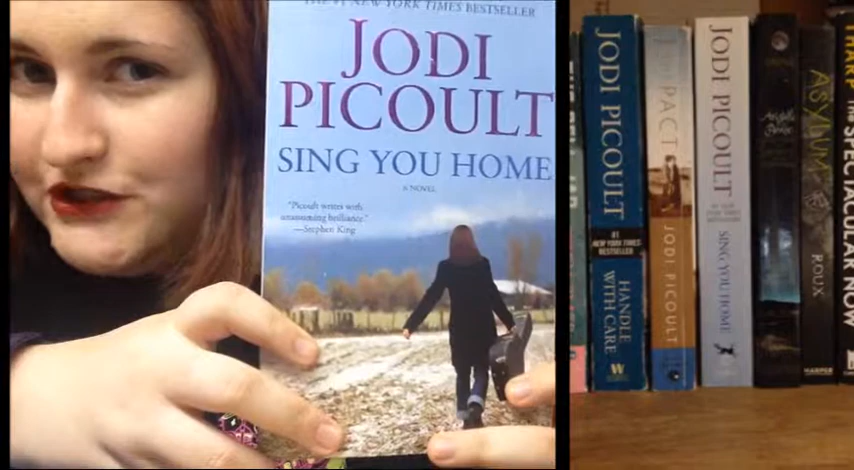 THE #1 NEW YORK TIMES BESTSELLER
JODI
PICOULT
SING YOU HOME
A NOVEL
"Picoult writes with
unassuming brilliance."
—Stephen King
JODI PICOULT
#1 NEW YORK TIMES
BESTSELLER
HANDLE
WITH CARE
W
THE PACT
JODI PICOULT
JODI PICOULT
SING YOU HOME
ASYLUM
ROUX
HARPER
THE SPECTACULAR NOW